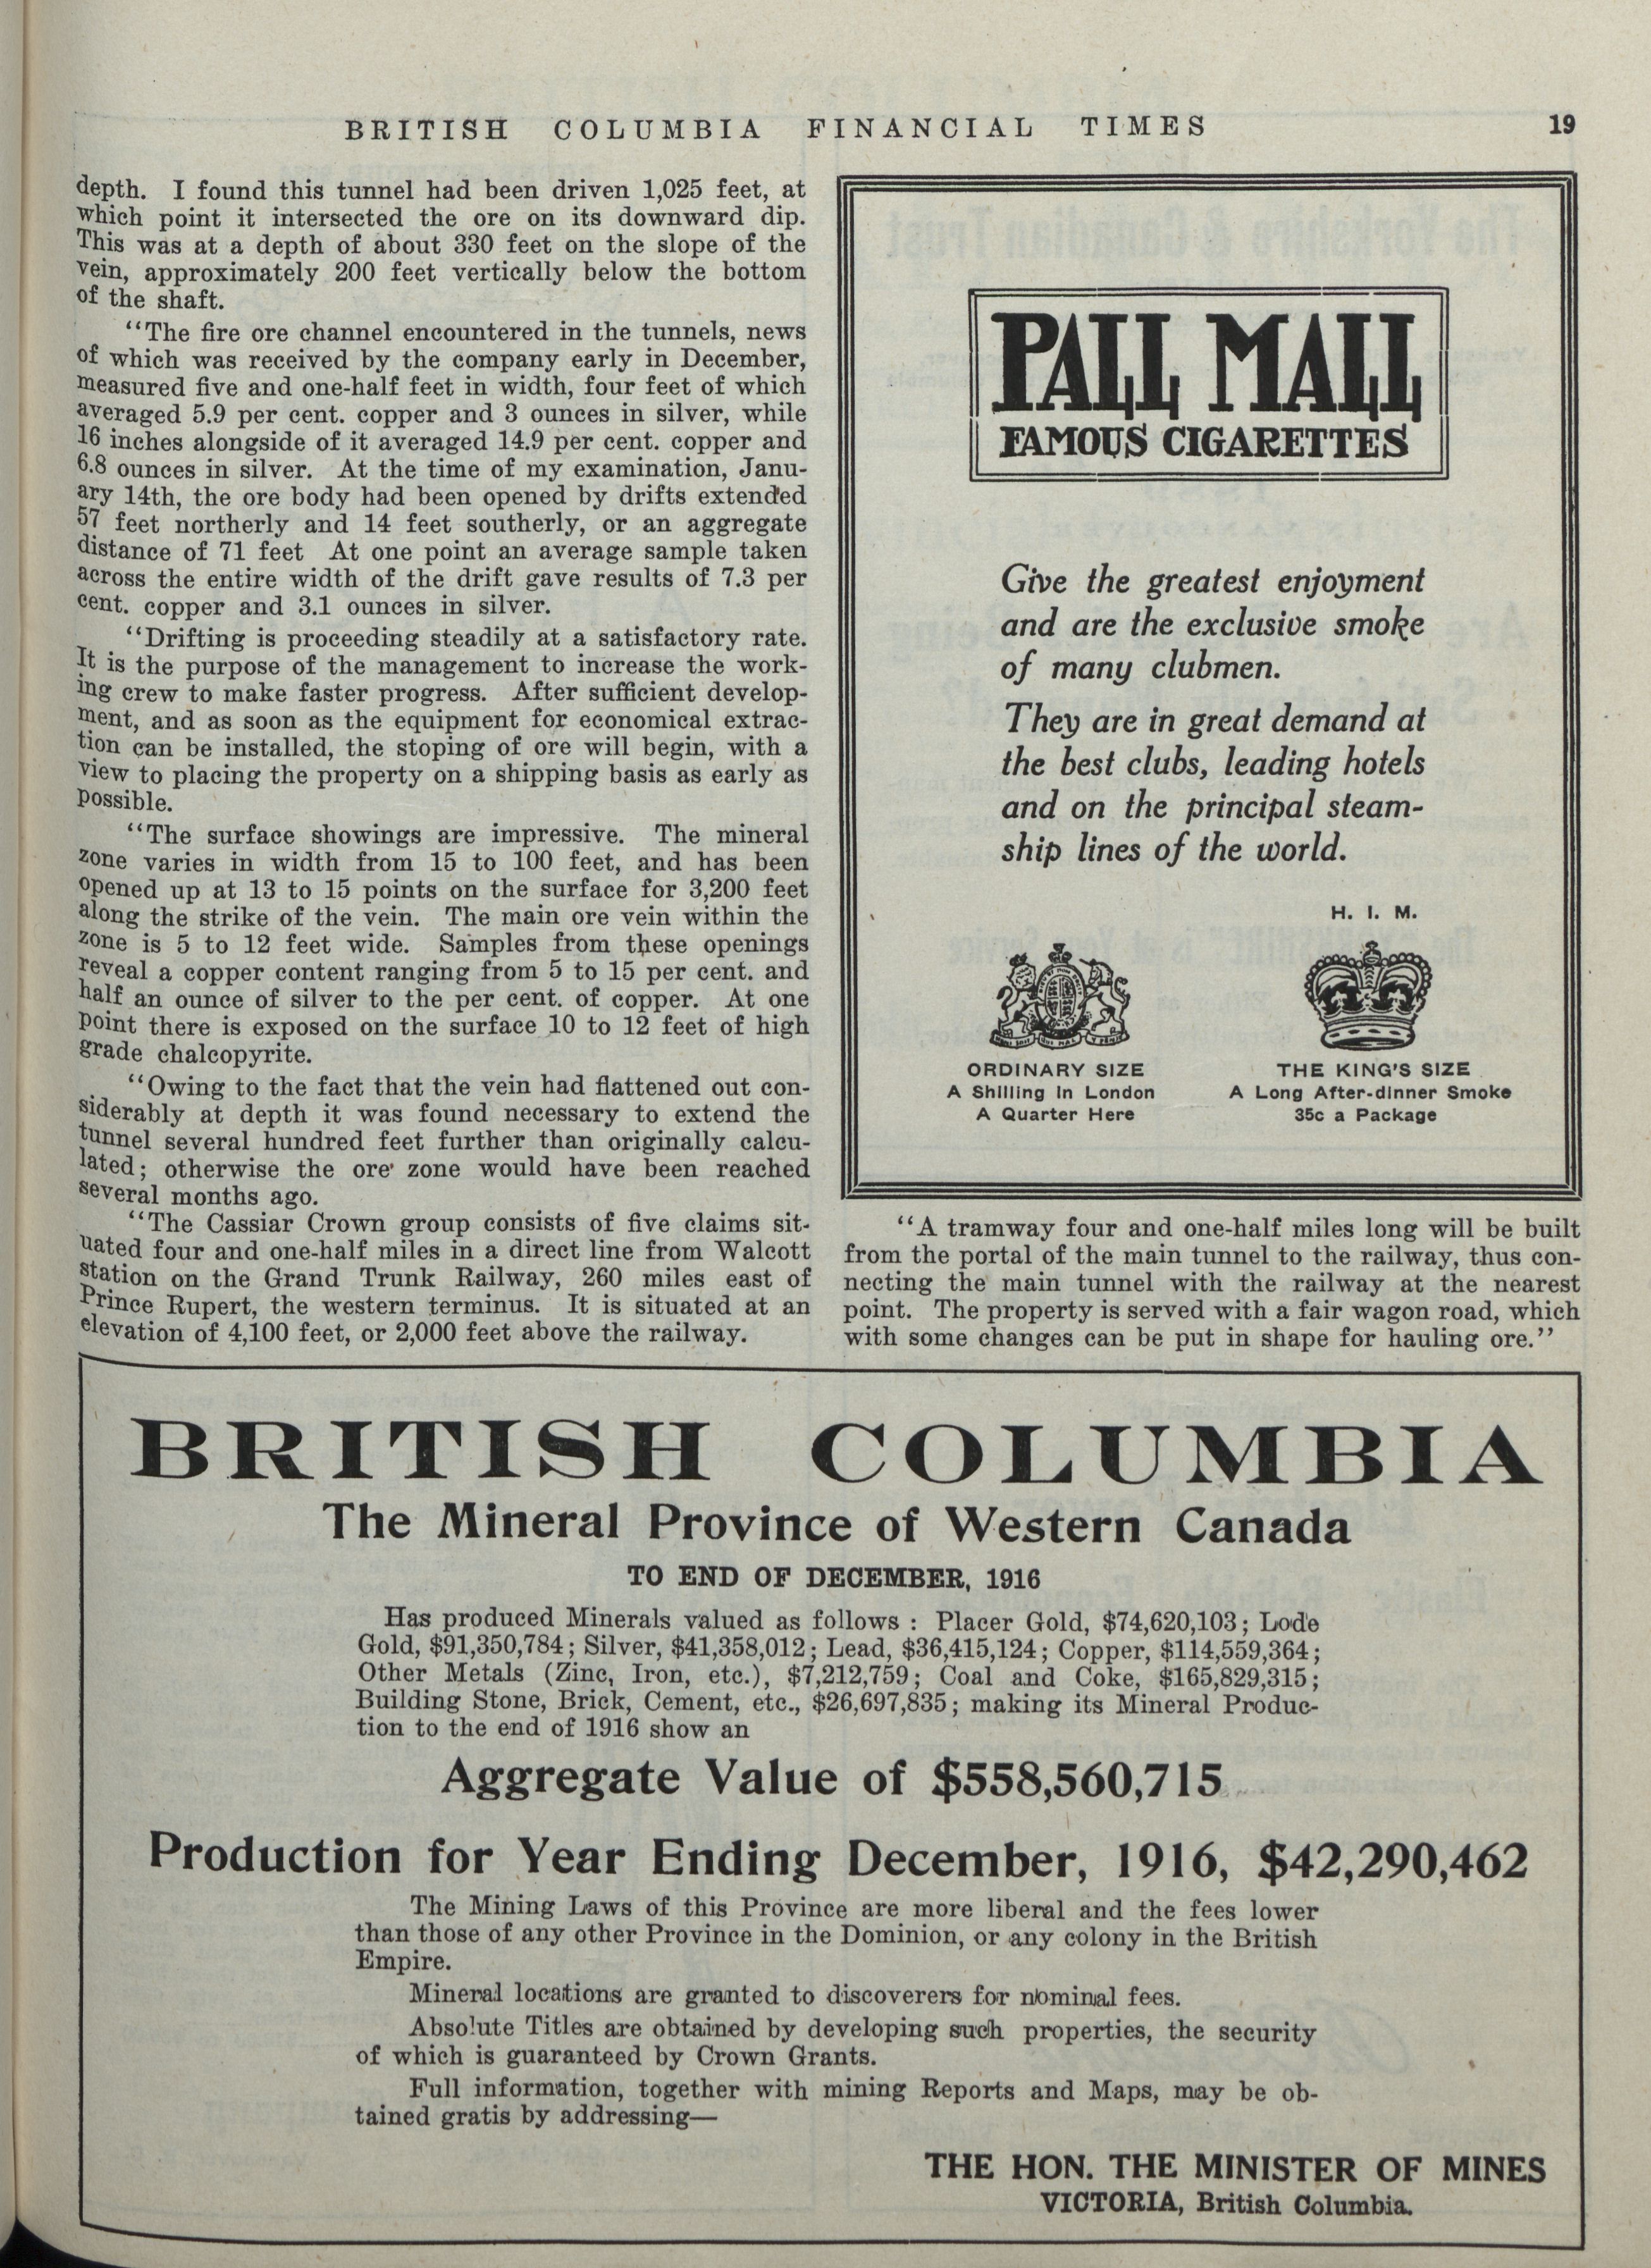 BRITISH COLUMBIA FINANCIAL TIMES 19
depth. I found this tunnel had been driven 1,025 feet, at
which point it intersected the ore on its downward dip.
This was at a depth of about 330 feet on the slope of the
vein, approximately 200 feet vertically below the bottom
of the shaft.
"The fire ore channel encountered in the tunnels, news
of which was received by the company early in December,
measured five and one-half feet in width, four feet of which
averaged 5.9 per cent. copper and 3 ounces in silver, while
16 inches alongside of it averaged 14.9 per cent. copper and
6.8 ounces in silver. At the time of my examination, Janu-
ary 14th, the ore body had been opened by drifts extended
57 feet northerly and 14 feet southerly, or an aggregate
distance of 71 feet At one point an average sample taken
across the entire width of the drift gave results of 7.3 per
cent. copper and 3.1 ounces in silver.
"Drifting is proceeding steadily at a satisfactory rate.
It is the purpose of the management to increase the work-
ing crew to make faster progress. After sufficient develop-
ment, and as soon as the equipment for economical extrac-
tion can be installed, the stoping of ore will begin, with a
view to placing the property on a shipping basis as early as
possible.
"The surface showings are impressive. The mineral
zone varies in width from 15 to 100 feet, and has been
opened up at 13 to 15 points on the surface for 3,200 feet
along the strike of the vein. The main ore vein within the
zone is 5 to 12 feet wide. Samples from these openings
reveal a copper content ranging from 5 to 15 per cent. and
half an ounce of silver to the per cent. of copper. At one
point there is exposed on the surface 10 to 12 feet of high
grade chalcopyrite.
"Owing to the fact that the vein had flattened out con-
siderably at depth it was found necessary to extend the
tunnel several hundred feet further than originally calcu-
lated; otherwise the ore zone would have been reached
several months ago.
"The Cassiar Crown group consists of five claims sit-
uated four and one-half miles in a direct line from Walcott
station on the Grand Trunk Railway, 260 miles east of
Prince Rupert, the western terminus. It is situated at an
elevation of 4,100 feet, or 2,000 feet above the railway.
PALL MALL
FAMOUS CIGARETTES
Give the greatest enjoyment
and are the exclusive smoke
of many clubmen.
They are in great demand at
the best clubs, leading hotels
and on the principal steam-
ship lines of the world.
H. I. M.
ORDINARY SIZE
A Shilling In London
A Quarter Here
THE KING'S SIZE
A Long After-dinner Smoke
35c a Package
"A tramway four and one-half miles long will be built
from the portal of the main tunnel to the railway, thus con-
necting the main tunnel with the railway at the nearest
point. The property is served with a fair wagon road, which
with some changes can be put in shape for hauling ore."
BRITISH COLUMBIA
The Mineral Province of Western Canada
TO END OF DECEMBER, 1916
Has produced Minerals valued as follows : Placer Gold, $74,620,103; Lode
Gold, $91,350,784; Silver, $41,358,012; Lead, $36,415,124; Copper, $114,559,364;
Other Metals (Zinc, Iron, etc.), $7,212,759; Coal and Coke, $165,829,315;
Building Stone, Brick, Cement, etc., $26,697,835; making its Mineral Produc-
tion to the end of 1916 show an
Aggregate Value of $558,560,715
Production for Year Ending December, 1916, $42,290,462
The Mining Laws of this Province are more liberal and the fees lower
than those of any other Province in the Dominion, or any colony in the British
Empire.
Mineral locations are granted to discoverers for nominal fees.
Absolute Titles are obtained by developing such properties, the security
of which is guaranteed by Crown Grants.
Full information, together with mining Reports and Maps, may be ob-
tained gratis by addressing—
THE HON. THE MINISTER OF MINES
VICTORIA, British Columbia.